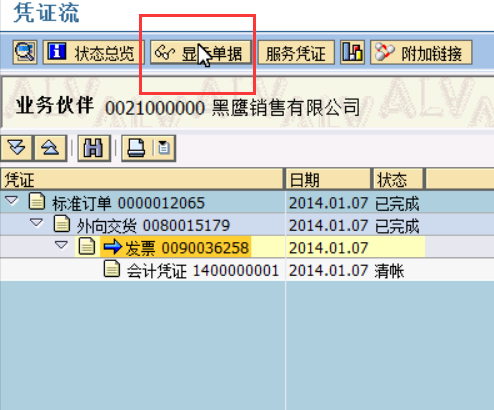 凭证流
状态总览 显 单据 服务凭证 附加链接
业务伙伴 0021000000 黑鹰销售有限公司
凭证 日期 状态
标准订单 0000012065 2014.01.07 已完成
外向交货 0080015179 2014.01.07 已完成
发票 0090036258 2014.01.07
会计凭证 1400000001 2014.01.07 清帐